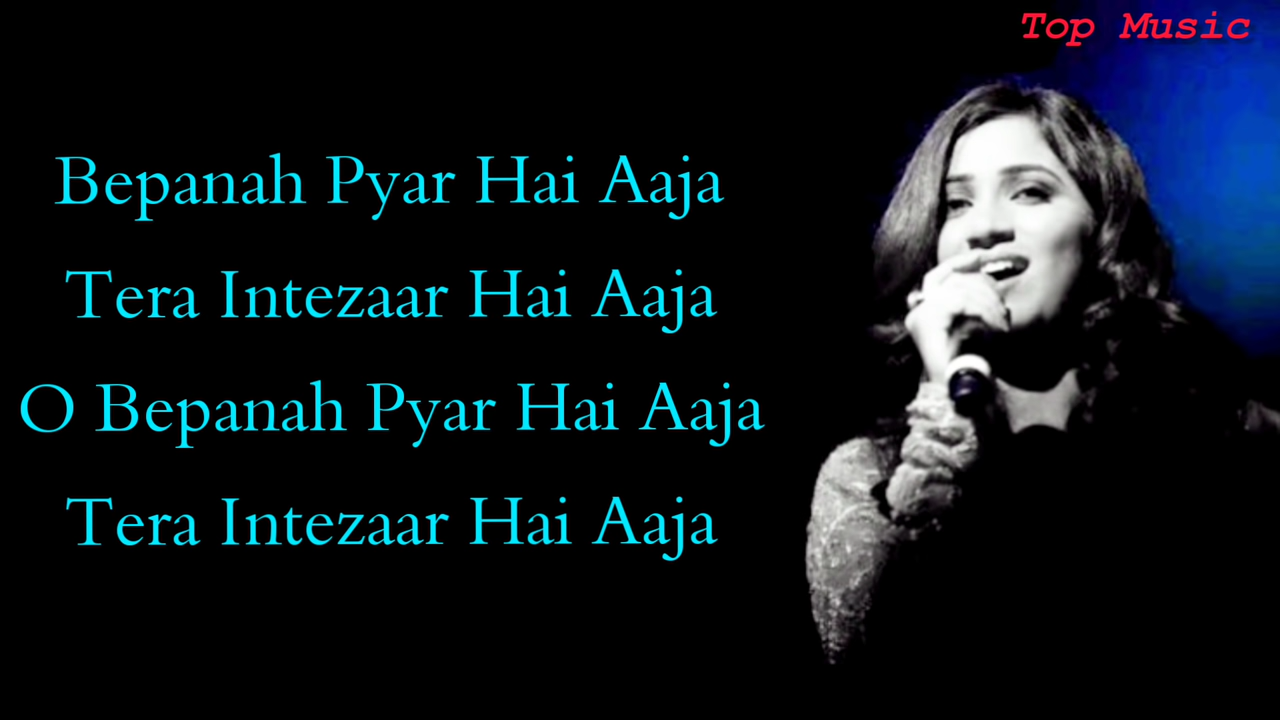 Top Music
Bepanah Pyar Hai Aaja
Tera Intezaar Hai Aaja
O Bepanah Pyar Hai Aaja
Tera Intezaar Hai Aaja